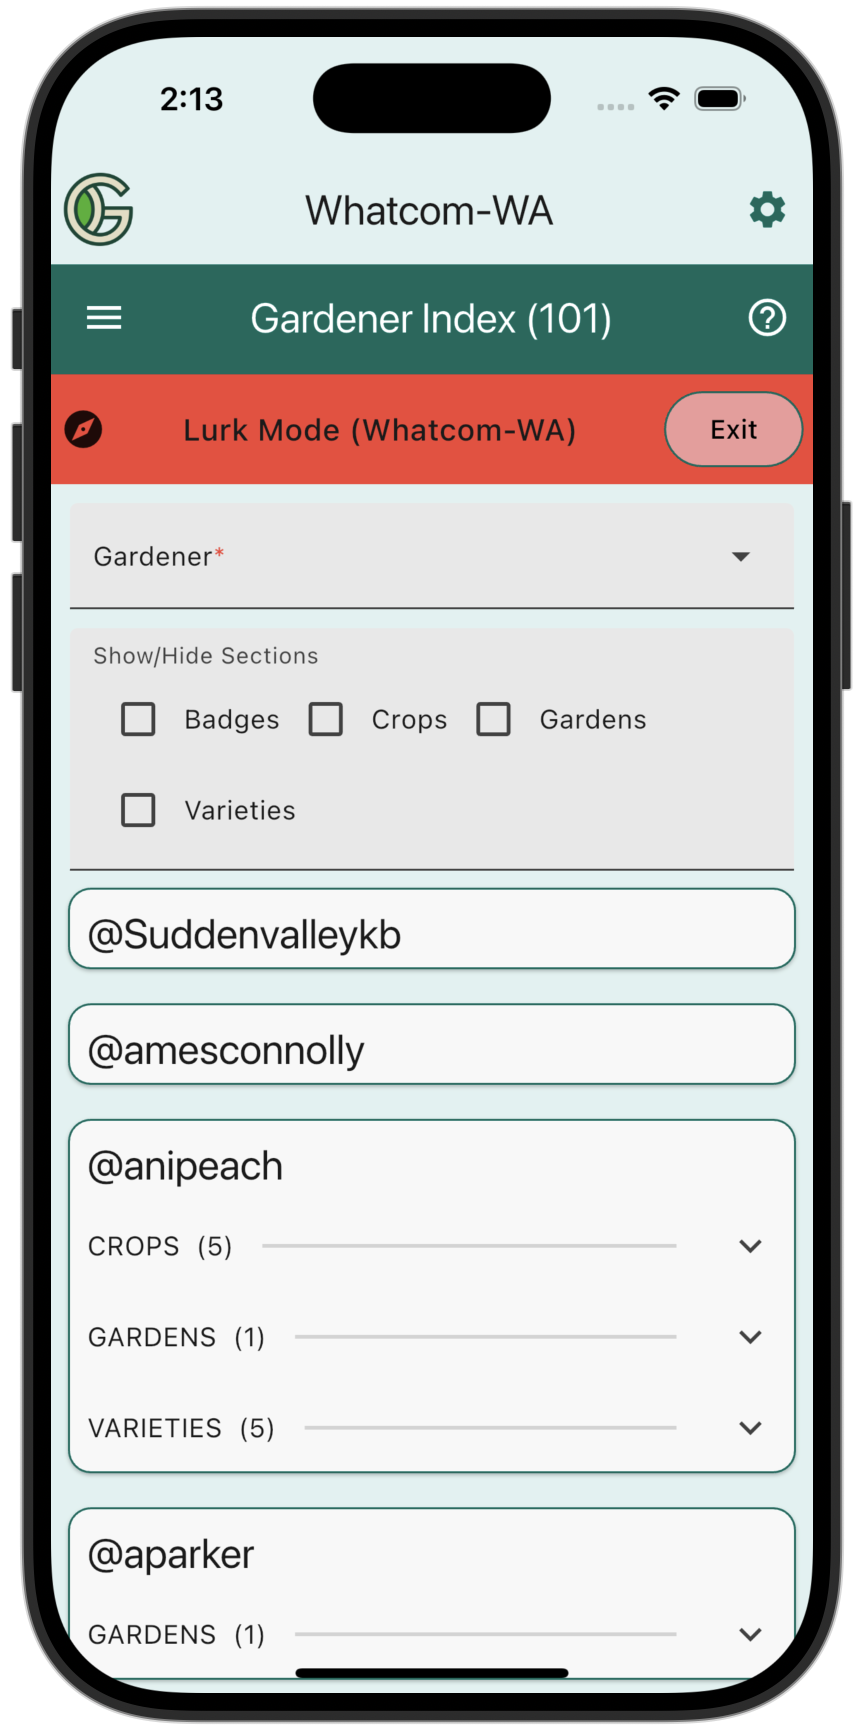 2:13
Whatcom-WA
Gardener Index (101)
Lurk Mode (Whatcom-WA)
Exit
Gardener*
Show/Hide Sections
Badges Crops Gardens
Varieties
@Suddenvalleykb
@amesconnolly
@anipeach
CROPS (5)
GARDENS (1)
VARIETIES (5)
@aparker
GARDENS (1)